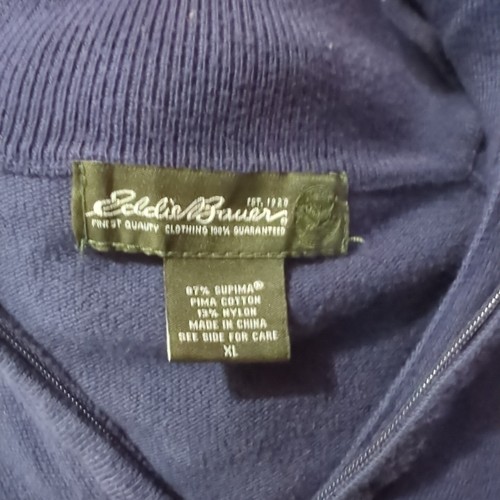 Eddie Bauer
EST. 1920
FINEST QUALITY CLOTHING 100% GUARANTEED
87% SUPIMA®
PIMA COTTON
13% NYLON
MADE IN CHINA
SEE SIDE FOR CARE
XL